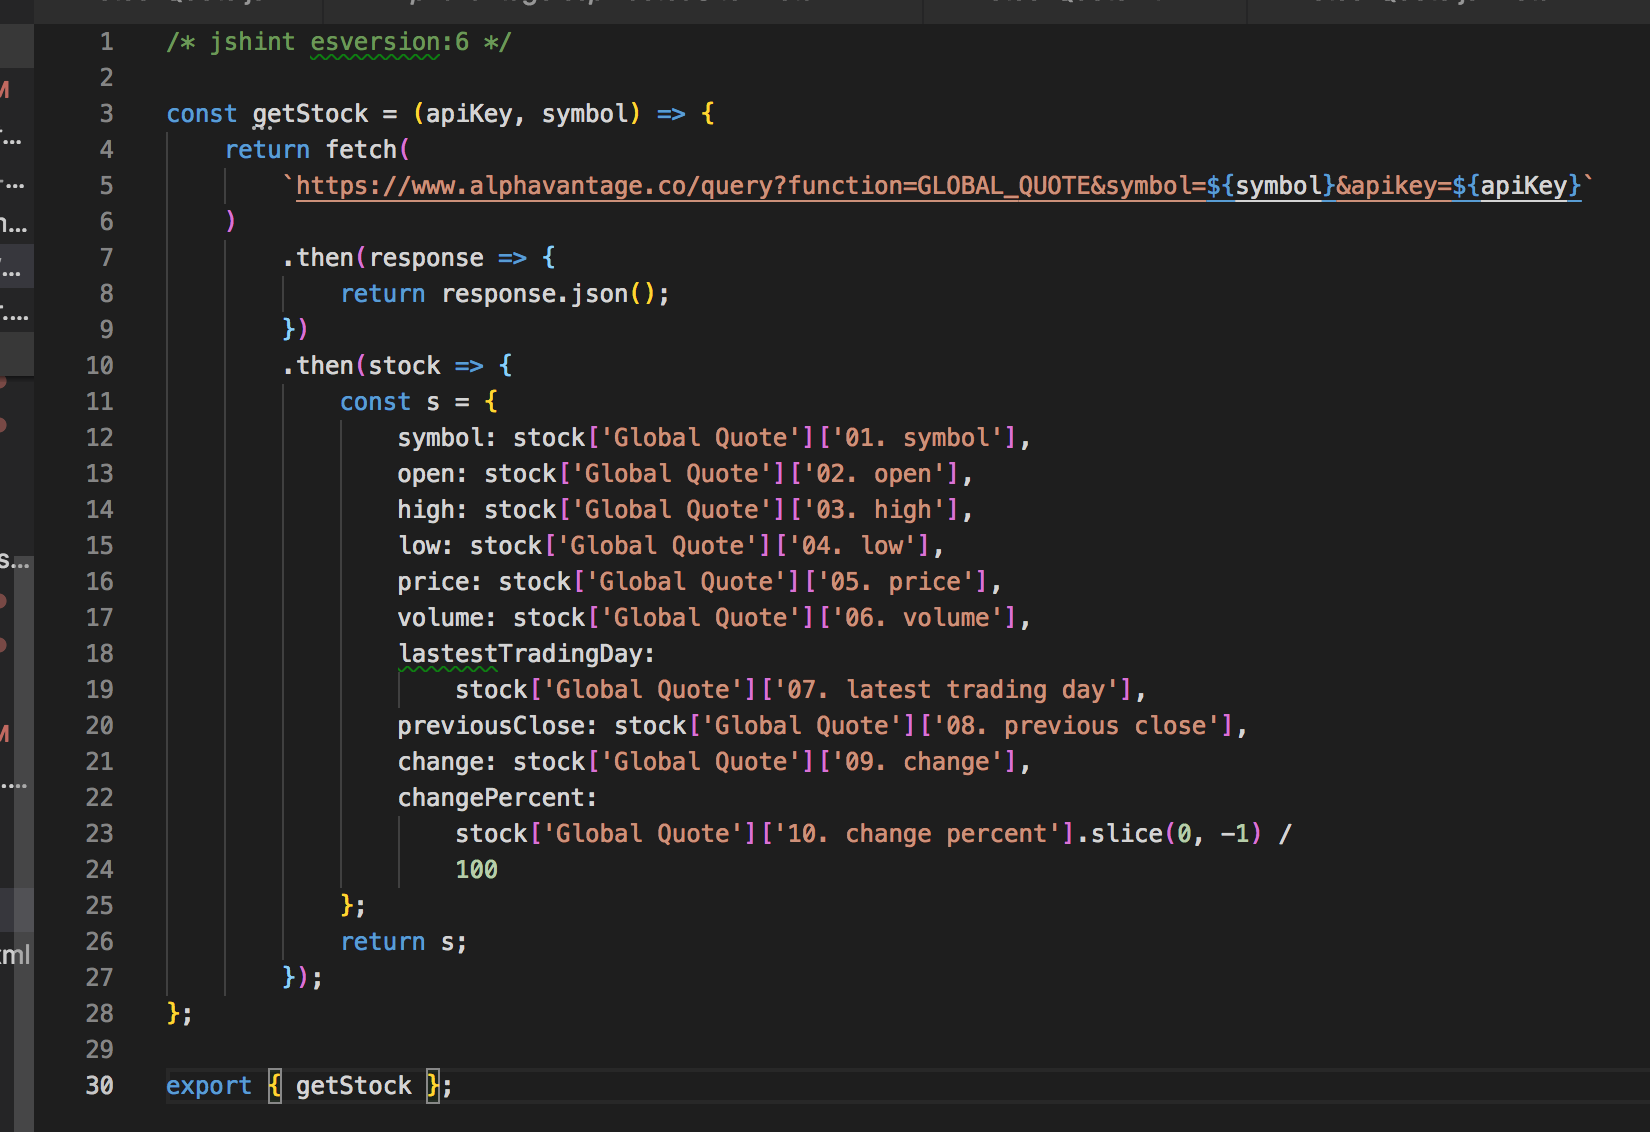 1 /* jshint esversion:6 */
2
3 const getStock = (apiKey, symbol) => {
4 return fetch(
5 `https://www.alphavantage.co/query?function=GLOBAL_QUOTE&symbol=${symbol}&apikey=${apiKey}`
6 )
7 .then(response => {
8 return response.json();
9 })
10 .then(stock => {
11 const s = {
12 symbol: stock['Global Quote']['01. symbol'],
13 open: stock['Global Quote']['02. open'],
14 high: stock['Global Quote']['03. high'],
15 low: stock['Global Quote']['04. low'],
16 price: stock['Global Quote']['05. price'],
17 volume: stock['Global Quote']['06. volume'],
18 lastestTradingDay:
19 stock['Global Quote']['07. latest trading day'],
20 previousClose: stock['Global Quote']['08. previous close'],
21 change: stock['Global Quote']['09. change'],
22 changePercent:
23 stock['Global Quote']['10. change percent'].slice(0, -1) /
24 100
25 };
26 return s;
27 });
28 };
29
30 export { getStock };